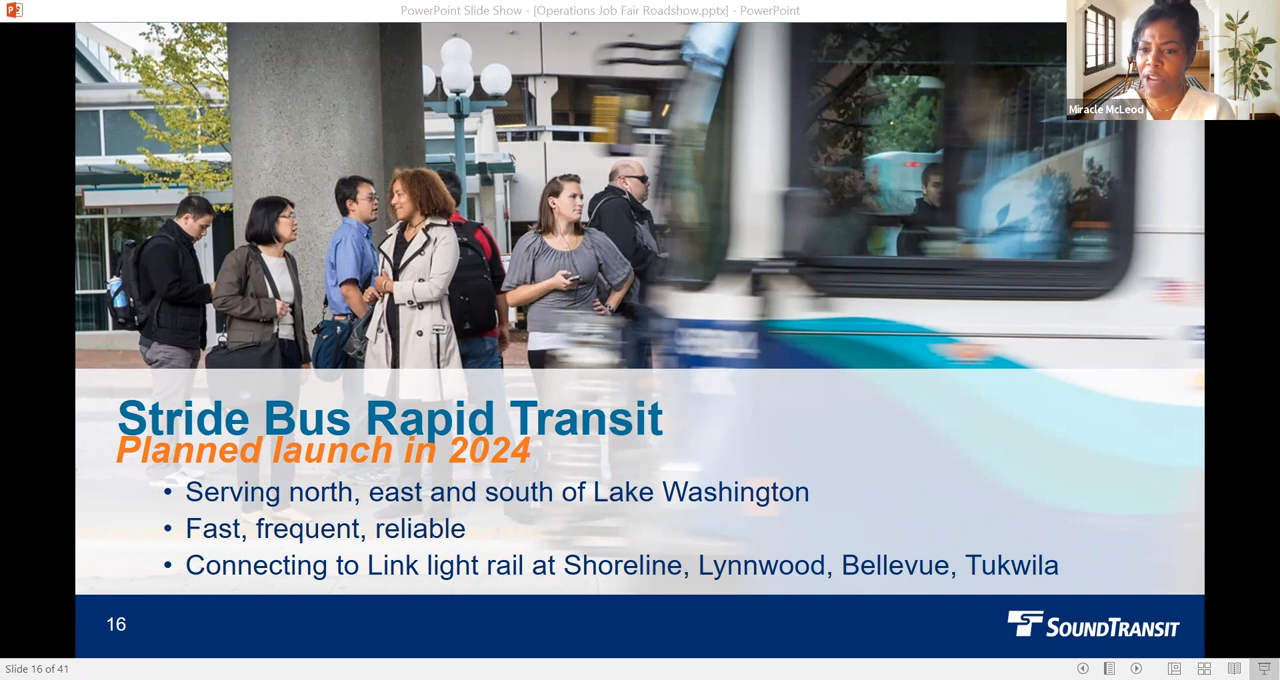 PowerPoint Slide Show - [Operations Job Fair Roadshow.pptx] - PowerPoint
Miracle McLeod
Stride Bus Rapid Transit
Planned launch in 2024
• Serving north, east and south of Lake Washington
• Fast, frequent, reliable
• Connecting to Link light rail at Shoreline, Lynnwood, Bellevue, Tukwila
16
SOUNDTRANSIT
Slide 16 of 41